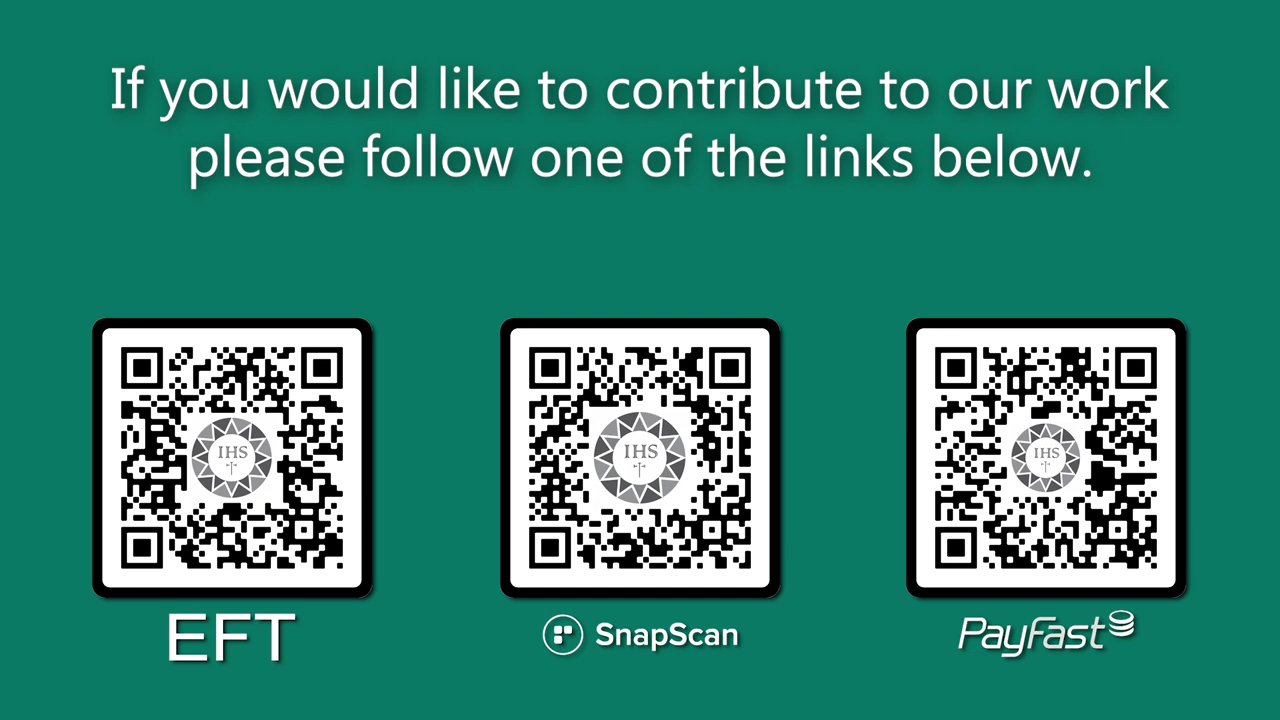 If you would like to contribute to our work
please follow one of the links below.
IHS
IHS
IHS
EFT
SnapScan
PayFast